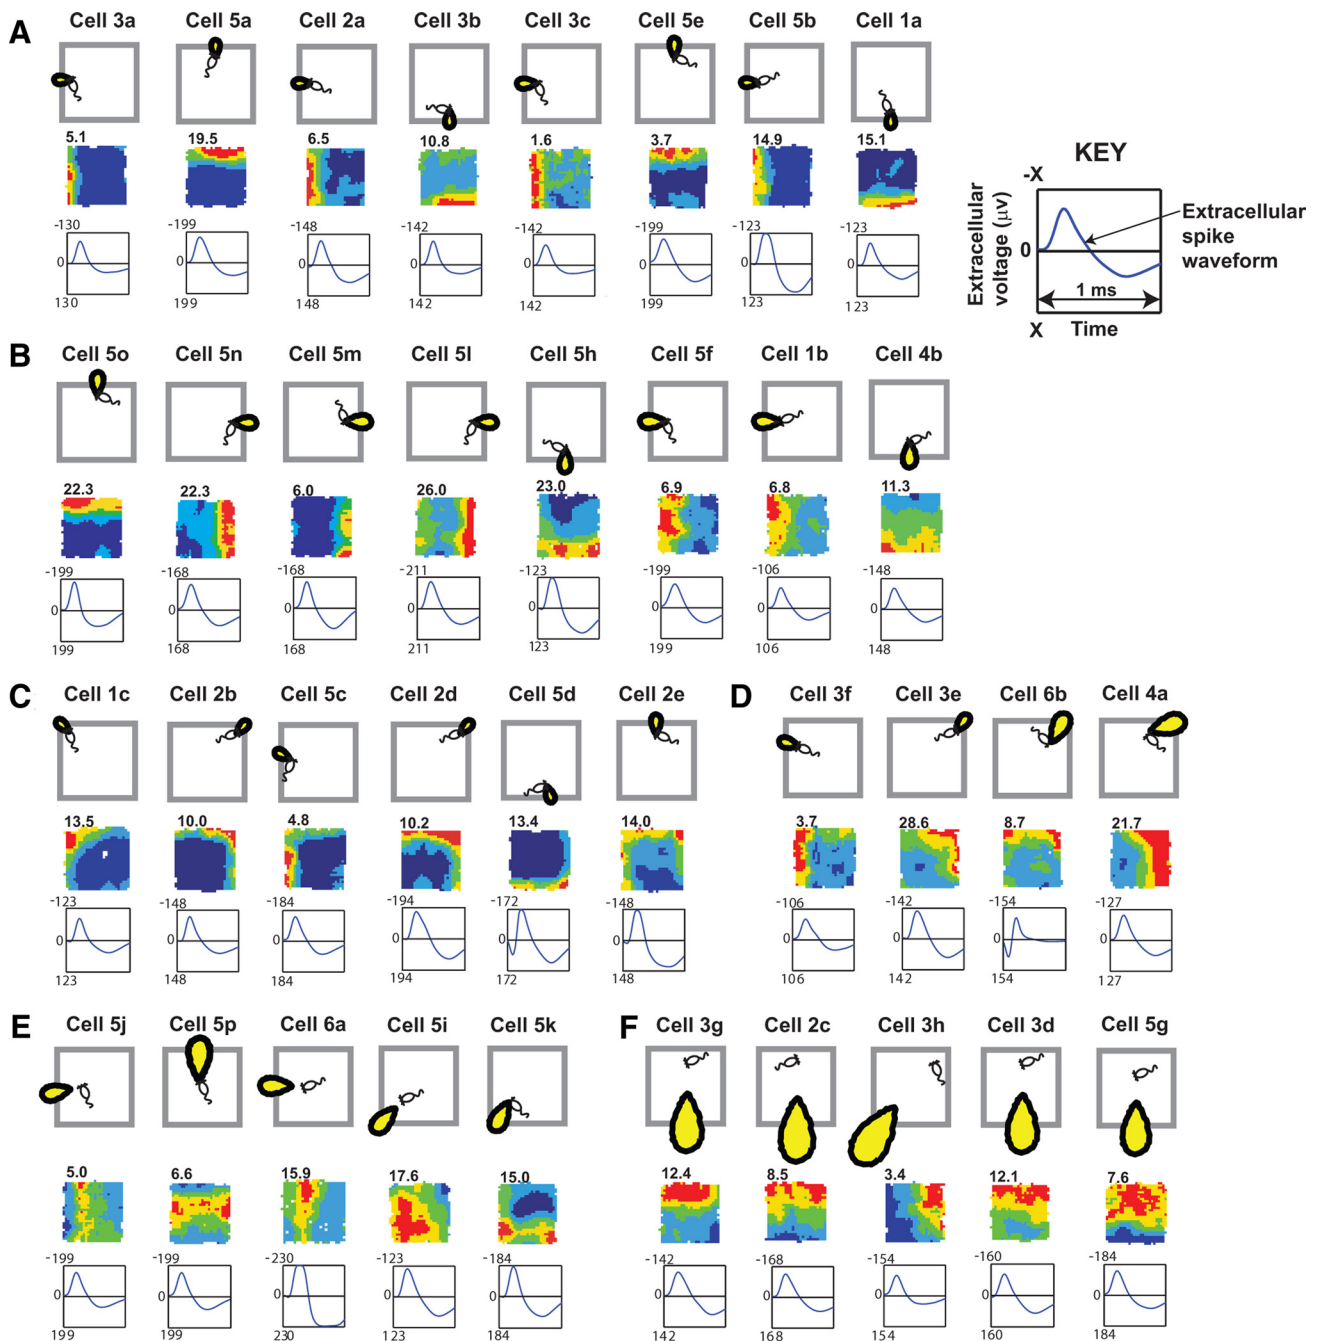 A
Cell 3a Cell 5a Cell 2a Cell 3b Cell 3c Cell 5e Cell 5b Cell 1a
5.1 19.5 6.5 10.8 1.6 3.7 14.9 15.1
-130 -199 -148 -142 -142 -199 -123 -123
0 0 0 0 0 0 0 0
130 199 148 142 142 199 123 123
KEY
-X
Extracellular voltage (μv)
0
Extracellular
spike
waveform
1 ms
X Time
B
Cell 5o Cell 5n Cell 5m Cell 5l Cell 5h Cell 5f Cell 1b Cell 4b
22.3 22.3 6.0 26.0 23.0 6.9 6.8 11.3
-199 -168 -168 -211 -123 -199 -106 -148
0 0 0 0 0 0 0 0
199 168 168 211 123 199 106 148
C
Cell 1c Cell 2b Cell 5c Cell 2d Cell 5d Cell 2e
13.5 10.0 4.8 10.2 13.4 14.0
-123 -148 -184 -194 -172 -148
0 0 0 0 0 0
123 148 184 194 172 148
D
Cell 3f Cell 3e Cell 6b Cell 4a
3.7 28.6 8.7 21.7
-106 -142 -154 -127
0 0 0 0
106 142 154 127
E
Cell 5j Cell 5p Cell 6a Cell 5i Cell 5k
5.0 6.6 15.9 17.6 15.0
-199 -199 -230 -123 -184
0 0 0 0 0
199 199 230 123 184
F
Cell 3g Cell 2c Cell 3h Cell 3d Cell 5g
12.4 8.5 3.4 12.1 7.6
-142 -168 -154 -160 -184
0 0 0 0 0
142 168 154 160 184